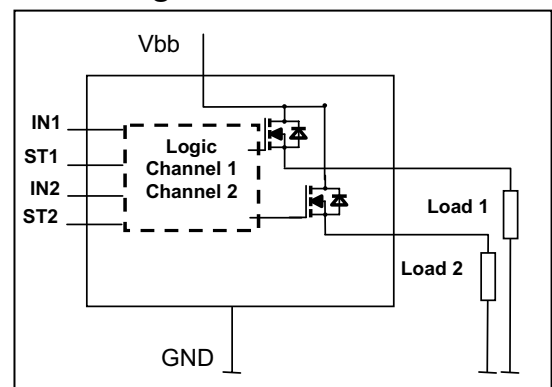 Vbb
IN1
ST1
IN2
ST2
Logic
Channel 1
Channel 2
Load 1
Load 2
GND